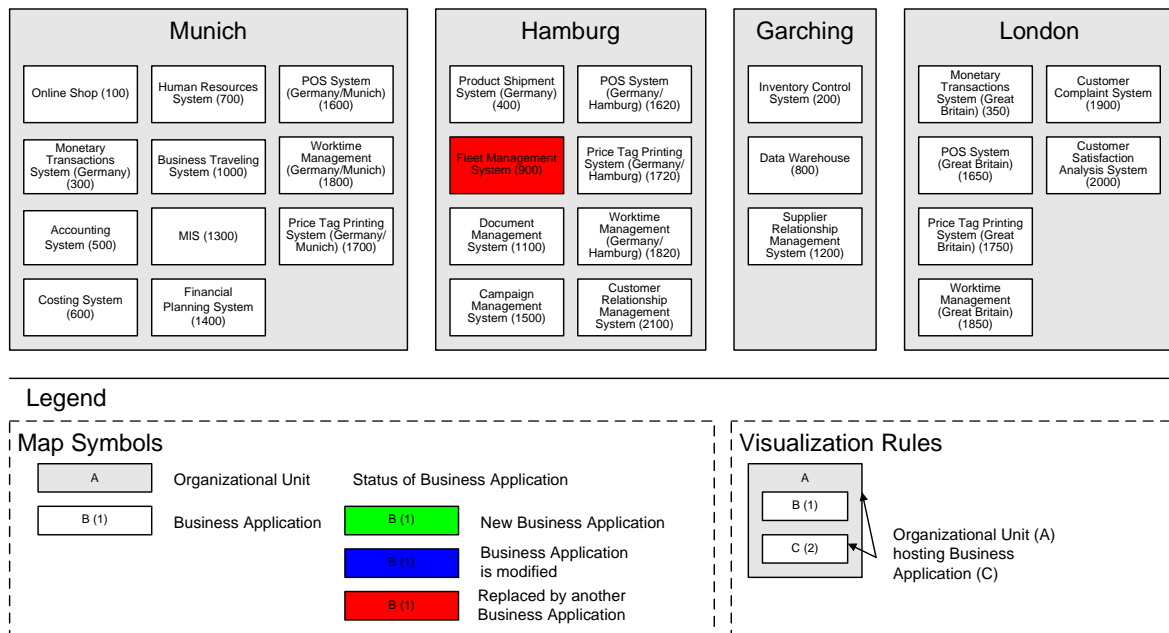 Munich
Online Shop (100)
Human Resources
System (700)
POS System
(Germany/Munich)
(1600)
Monetary
Transactions
System (Germany)
(300)
Business Traveling
System (1000)
Worktime
Management
(Germany/Munich)
(1800)
Accounting
System (500)
MIS (1300)
Price Tag Printing
System (Germany/
Munich) (1700)
Costing System
(600)
Financial
Planning System
(1400)
Hamburg
Product Shipment
System (Germany)
(400)
POS System
(Germany/
Hamburg) (1620)
Fleet Management
System (900)
Price Tag Printing
System (Germany/
Hamburg) (1720)
Document
Management
System (1100)
Worktime
Management
(Germany/
Hamburg) (1820)
Campaign
Management
System (1500)
Customer
Relationship
Management
System (2100)
Garching
Inventory Control
System (200)
Data Warehouse
(800)
Supplier
Relationship
Management
System (1200)
London
Monetary
Transactions
System (Great
Britain) (350)
Customer
Complaint System
(1900)
POS System
(Great Britain)
(1650)
Customer
Satisfaction
Analysis System
(2000)
Price Tag Printing
System (Great
Britain) (1750)
Worktime
Management
(Great Britain)
(1850)
Legend
Map Symbols
A
Organizational Unit
B (1)
Business Application
Status of Business Application
B (1)
New Business Application
B (1)
Business Application
is modified
B (1)
Replaced by another
Business Application
Visualization Rules
A
B (1)
C (2)
Organizational Unit (A)
hosting Business
Application (C)